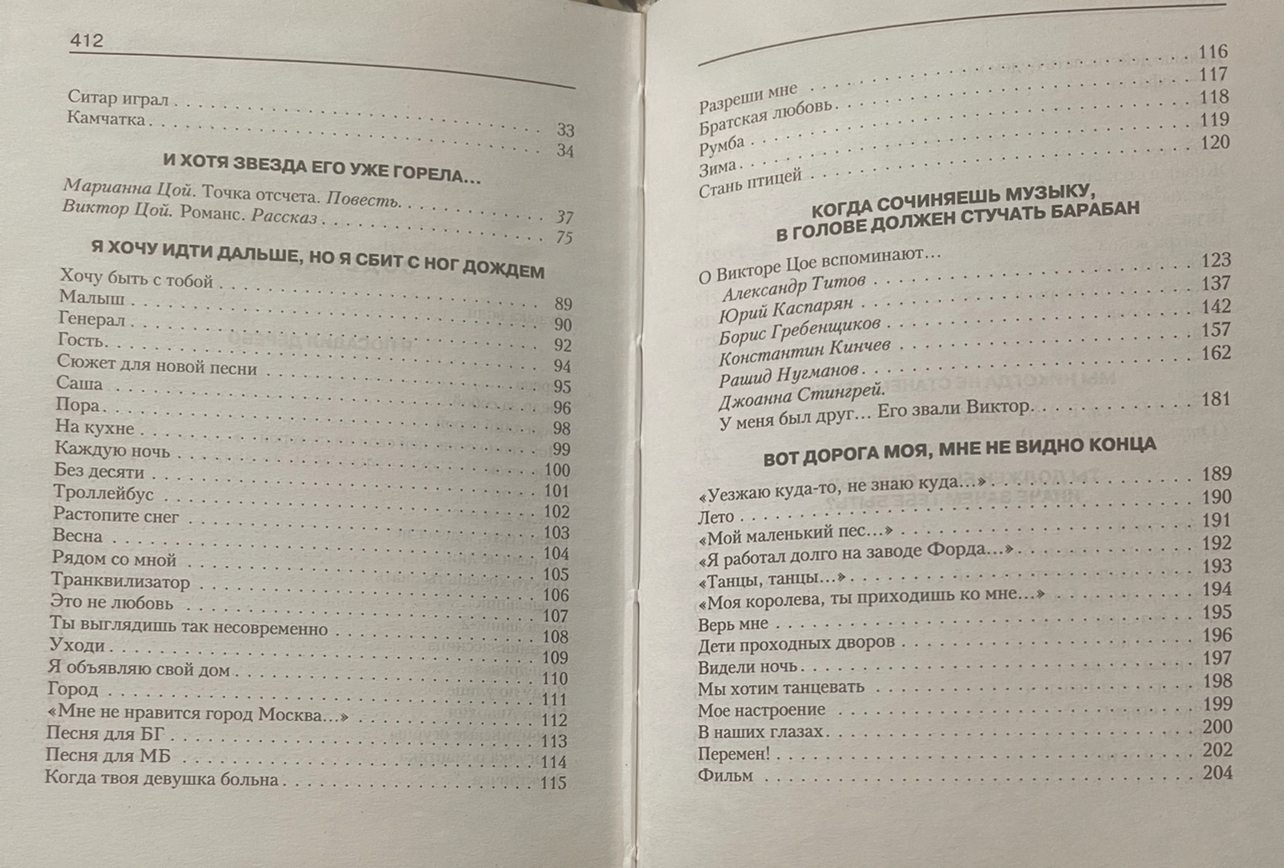 412
Ситар играл . . . 33
Камчатка . . . 34
И ХОТЯ ЗВЕЗДА ЕГО УЖЕ ГОРЕЛА…
Марианна Цой. Точка отсчета. Повесть. . . . 37
Виктор Цой. Романс. Рассказ . . . 75
Я ХОЧУ ИДТИ ДАЛЬШЕ, НО Я СБИТ С НОГ ДОЖДЕМ
Хочу быть с тобой . . . 89
Малыш . . . 90
Генерал . . . 92
Гость. . . . 94
Сюжет для новой песни . . . 95
Саша . . . 96
Пора. . . . 98
На кухне . . . 99
Каждую ночь . . . 100
Без десяти . . . 101
Троллейбус . . . 102
Растопите снег . . . 103
Весна . . . 104
Рядом со мной . . . 105
Транквилизатор . . . 106
Это не любовь . . . 107
Ты выглядишь так несовременно . . . 108
Уходи . . . 109
Я объявляю свой дом . . . 110
Город . . . 111
«Мне не нравится город Москва…» . . . 112
Песня для БГ . . . 113
Песня для МБ . . . 114
Когда твоя девушка больна . . . 115
Разреши мне . . . 116
Братская любовь. . . . 117
Румба . . . 118
Зима. . . . 119
Стань птицей . . . 120
КОГДА СОЧИНЯЕШЬ МУЗЫКУ,
В ГОЛОВЕ ДОЛЖЕН СТУЧАТЬ БАРАБАН
О Викторе Цое вспоминают…
Александр Титов . . . 123
Юрий Каспарян . . . 137
Борис Гребенщиков . . . 142
Константин Кинчев . . . 157
Рашид Нугманов. . . . 162
Джоанна Стингрей.
У меня был друг… Его звали Виктор. . . . 181
ВОТ ДОРОГА МОЯ, МНЕ НЕ ВИДНО КОНЦА
«Уезжаю куда-то, не знаю куда…» . . . 189
Лето . . . 190
«Мой маленький пес…» . . . 191
«Я работал долго на заводе Форда…» . . . 192
«Танцы, танцы…» . . . 193
«Моя королева, ты приходишь ко мне…» . . . 194
Верь мне . . . 195
Дети проходных дворов . . . 196
Видели ночь. . . . 197
Мы хотим танцевать . . . 198
Мое настроение . . . 199
В наших глазах. . . . 200
Перемен! . . . 202
Фильм . . . 204